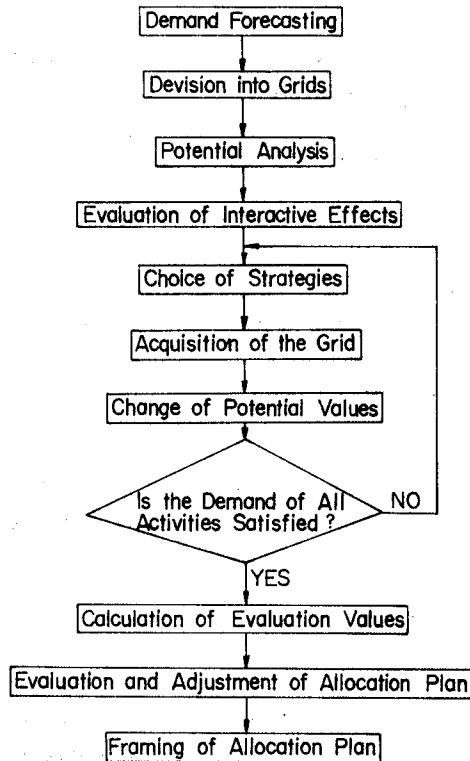 Demand Forecasting
Devision into Grids
Potential Analysis
Evaluation of Interactive Effects
Choice of Strategies
Acquisition of the Grid
Change of Potential Values
Is the Demand of All
Activities Satisfied ?
NO
YES
Calculation of Evaluation Values
Evaluation and Adjustment of Allocation Plan
Framing of Allocation Plan